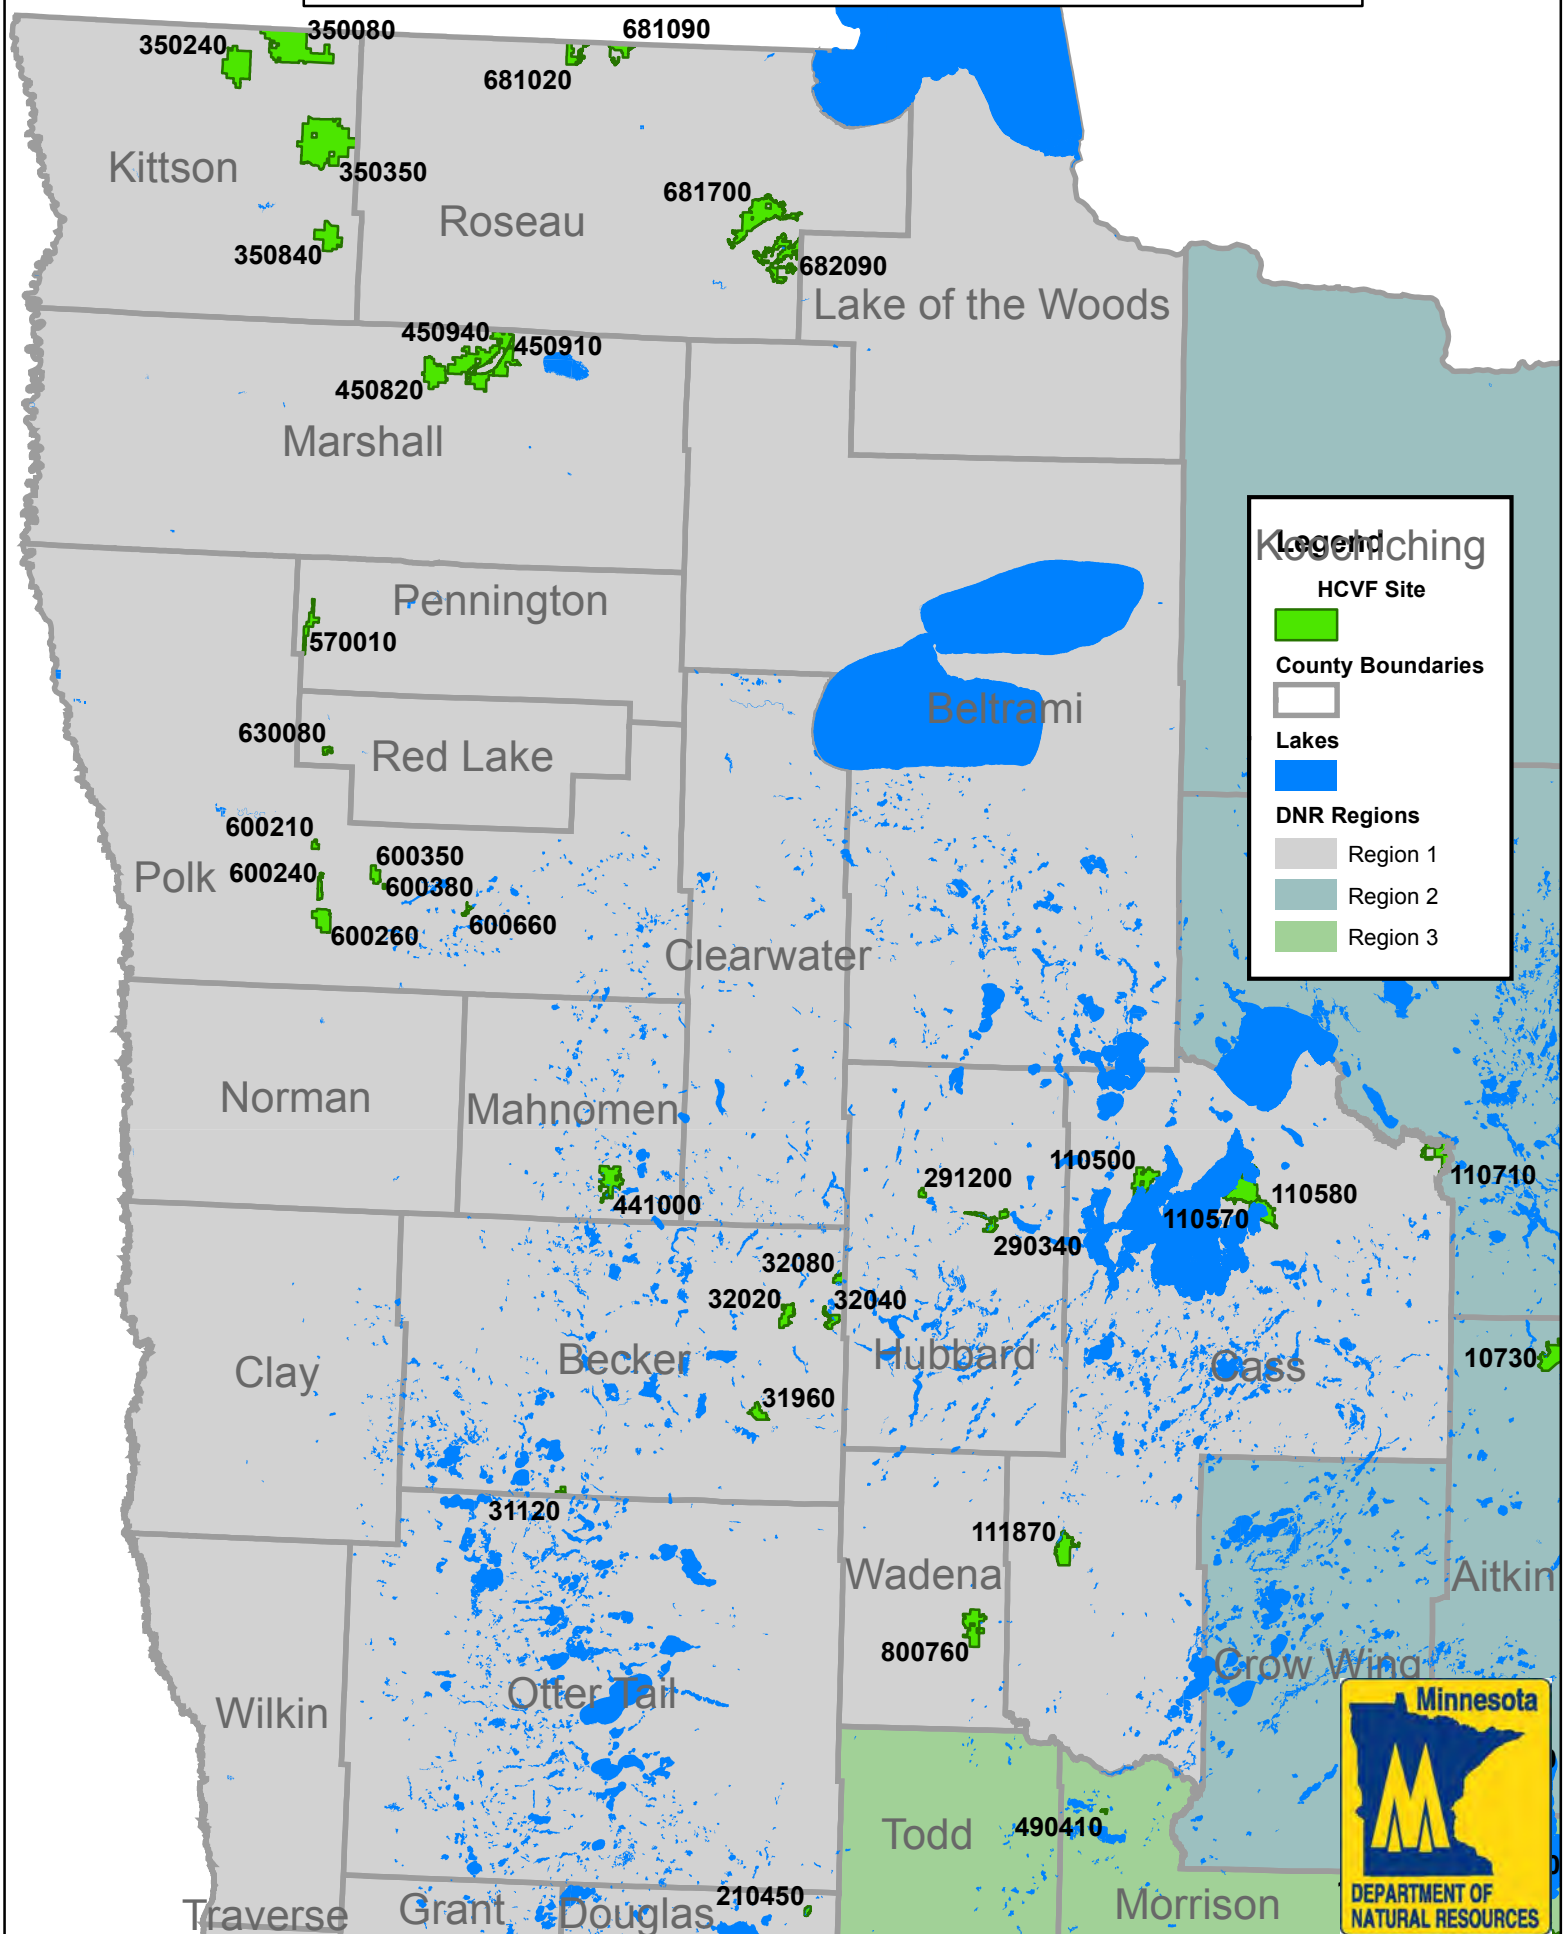 350240
350080
681090
681020
Kittson
350350
681700
Roseau
350840
682090
Lake of the Woods
450940
450910
450820
Marshall
Koochiching
Legend
HCVF Site
County Boundaries
Lakes
DNR Regions
Region 1
Region 2
Region 3
Pennington
570010
Beltrami
630080
Red Lake
600210
600350
Polk
600240
600380
600660
600260
Clearwater
Norman
Mahnomen
110500
291200
110710
441000
110580
110570
290340
32080
32020
32040
Becker
Hubbard
Cass
10730
Clay
31960
31120
111870
Wadena
Aitkin
800760
Crow Wing
Otter Tail
Wilkin
Minnesota
Todd
490410
DEPARTMENT OF
NATURAL RESOURCES
210450
Traverse
Grant
Douglas
Morrison